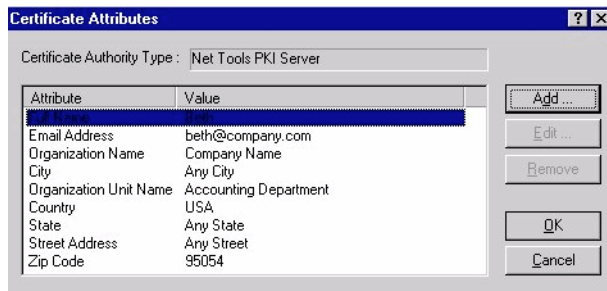 Certificate Attributes
Certificate Authority Type : Net Tools PKI Server
Attribute Value
Full Name Beth
Email Address beth@company.com
Organization Name Company Name
City Any City
Organization Unit Name Accounting Department
Country USA
State Any State
Street Address Any Street
Zip Code 95054
Add ...
Edit ...
Remove
OK
Cancel